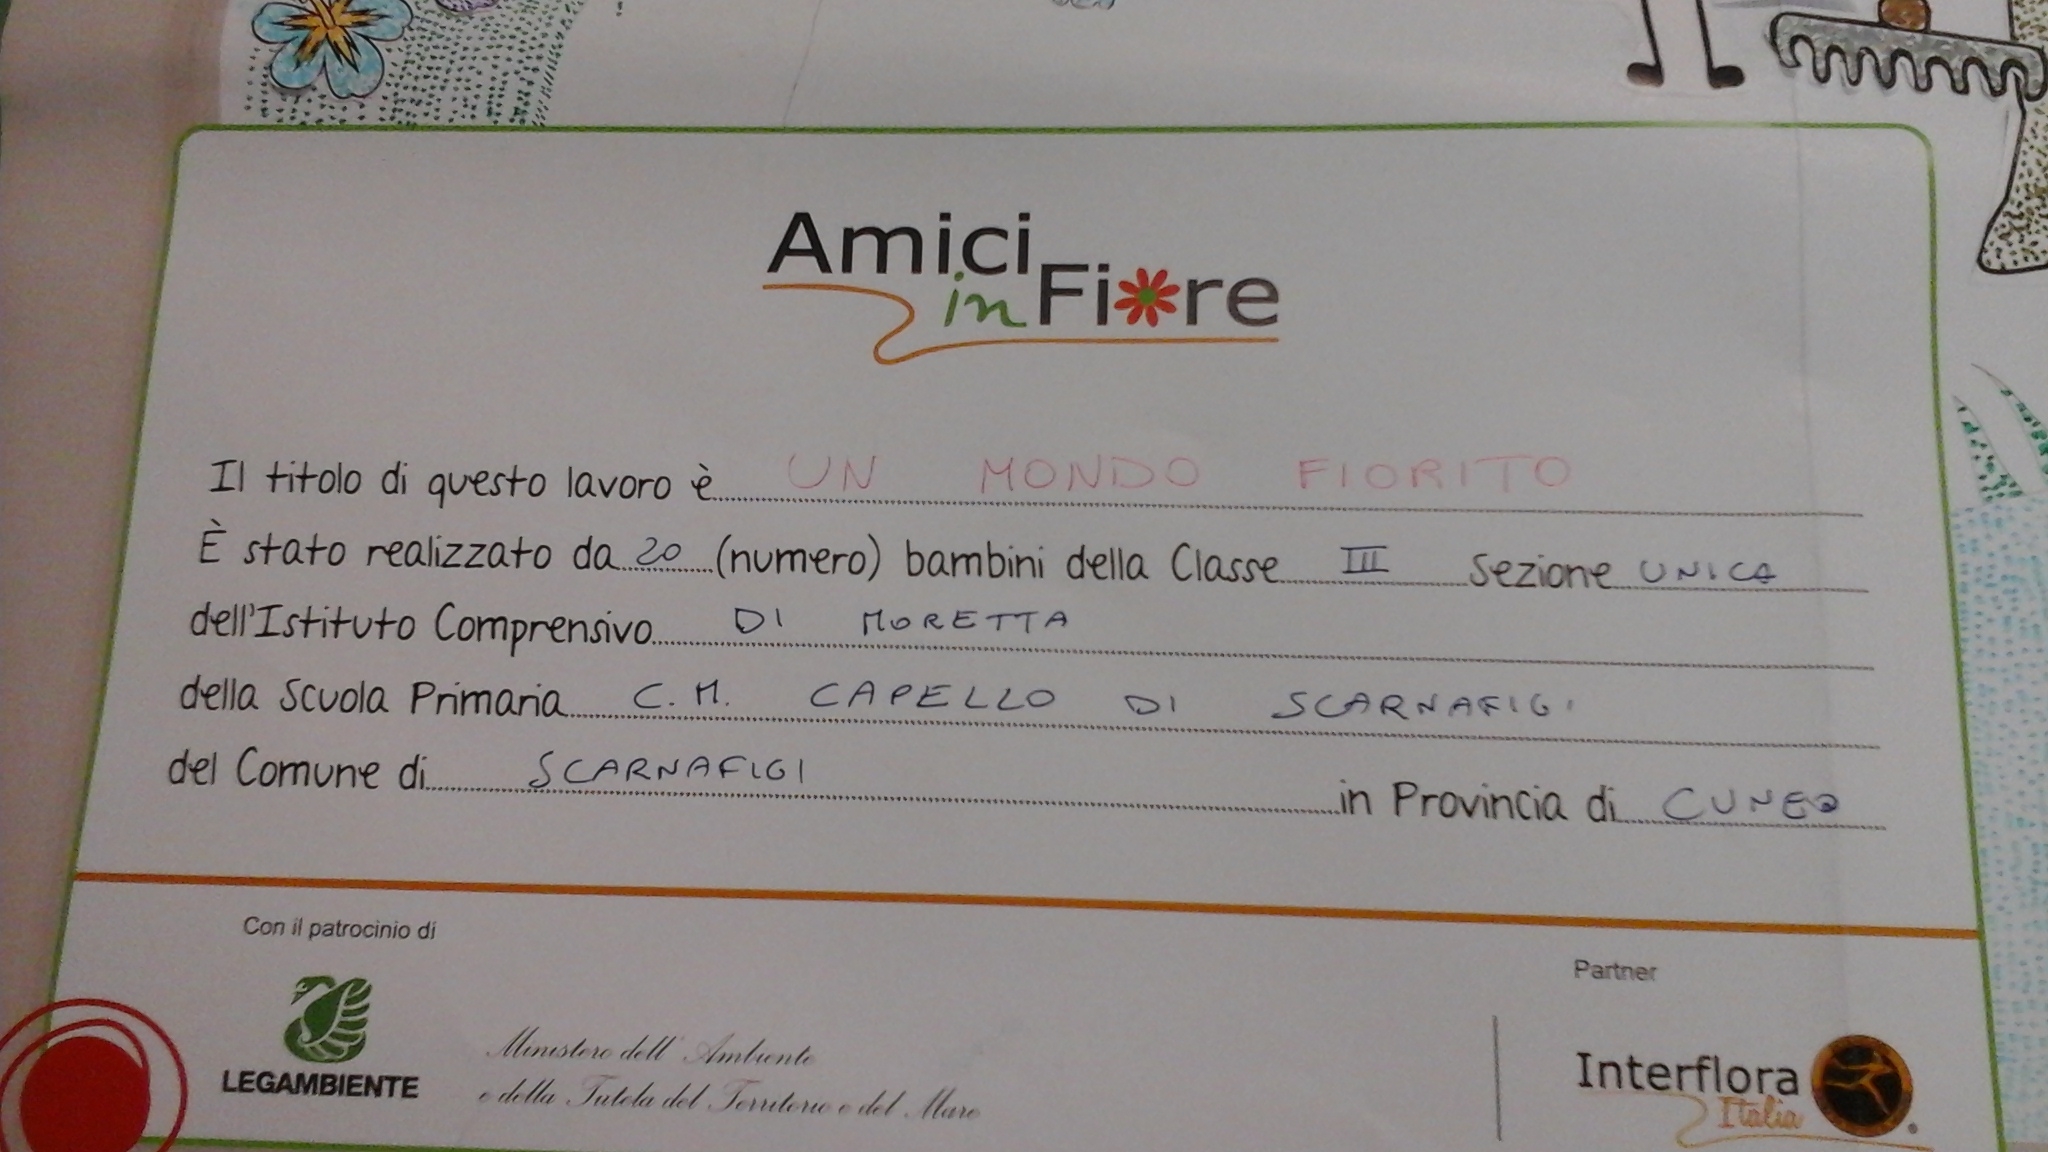 Amici
in Fiore
Il titolo di questo lavoro è UN MONDO FIORITO
È stato realizzato da 20 (numero) bambini della Classe III Sezione UNICA
dell'Istituto Comprensivo DI MORETTA
della Scuola Primaria C.M. CAPELLO DI SCARNAFIGI
del Comune di SCARNAFIGI in Provincia di CUNEO
Con il patrocinio di
Partner
LEGAMBIENTE
Ministero dell'Ambiente
e della Tutela del Territorio e del Mare
Interflora
Italia